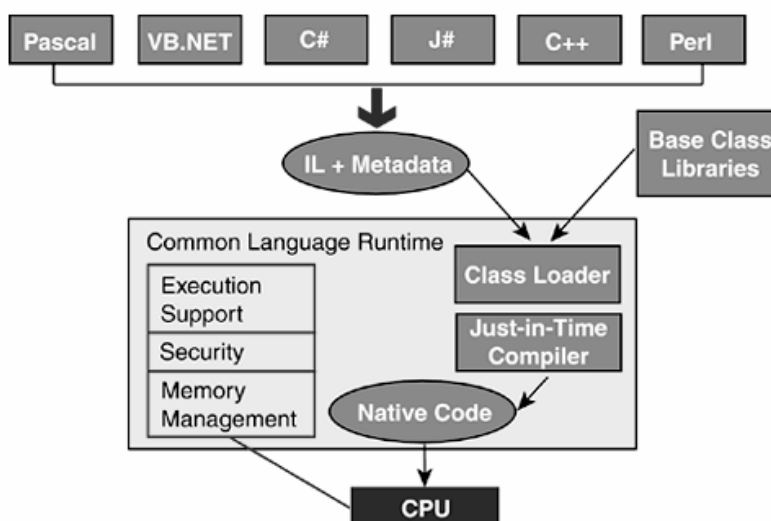 Pascal
VB.NET
C#
J#
C++
Perl
IL + Metadata
Base Class
Libraries
Common Language Runtime
Execution
Support
Security
Memory
Management
Class Loader
Just-in-Time
Compiler
Native Code
CPU